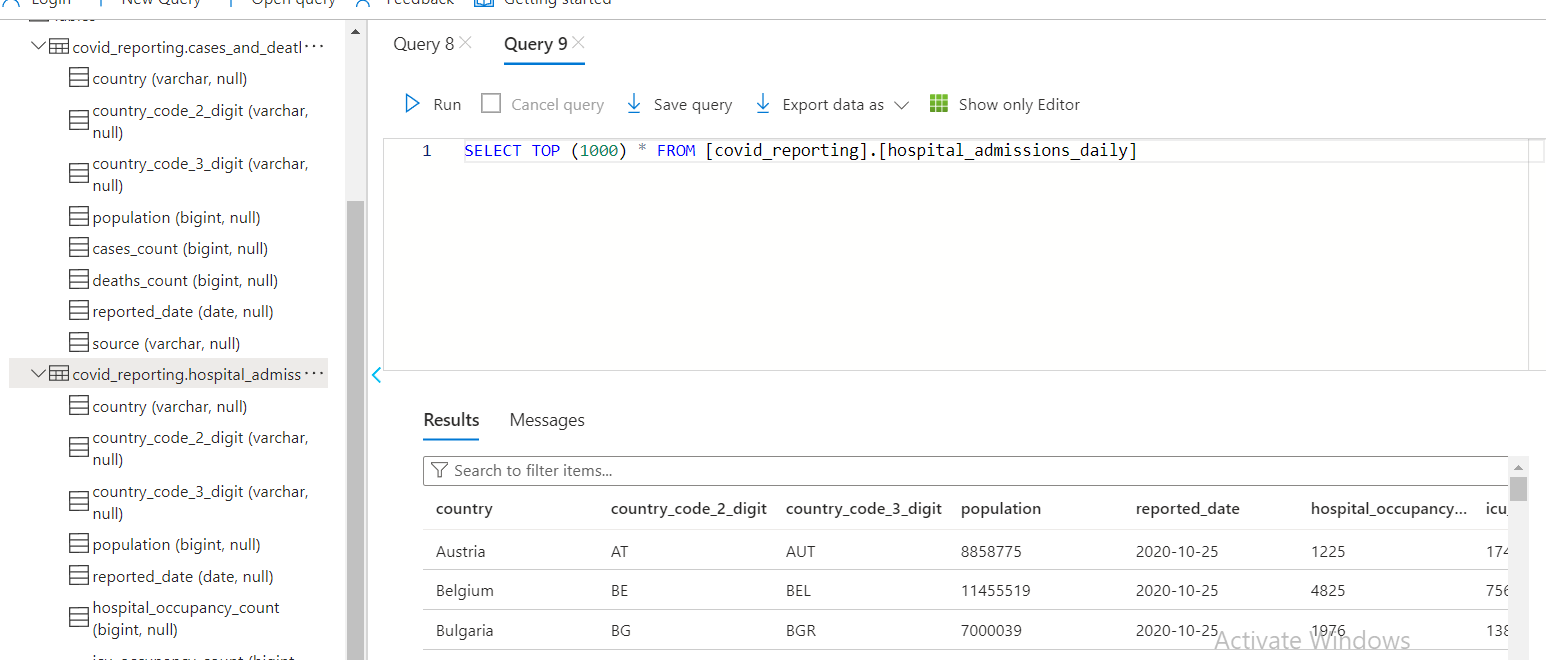 Login New Query Open query Feedback Getting started
Tables
covid_reporting.cases_and_deatl ···
country (varchar, null)
country_code_2_digit (varchar,
null)
country_code_3_digit (varchar,
null)
population (bigint, null)
cases_count (bigint, null)
deaths_count (bigint, null)
reported_date (date, null)
source (varchar, null)
covid_reporting.hospital_admiss ···
country (varchar, null)
country_code_2_digit (varchar,
null)
country_code_3_digit (varchar,
null)
population (bigint, null)
reported_date (date, null)
hospital_occupancy_count
(bigint, null)
icu_occupancy_count (bigint
Query 8 Query 9
Run Cancel query Save query Export data as Show only Editor
1 SELECT TOP (1000) * FROM [covid_reporting].[hospital_admissions_daily]
Results Messages
Search to filter items...
country country_code_2_digit country_code_3_digit population reported_date hospital_occupancy... icu_
Austria AT AUT 8858775 2020-10-25 1225 174
Belgium BE BEL 11455519 2020-10-25 4825 756
Bulgaria BG BGR 7000039 2020-10-25 1976 138
Activate Windows